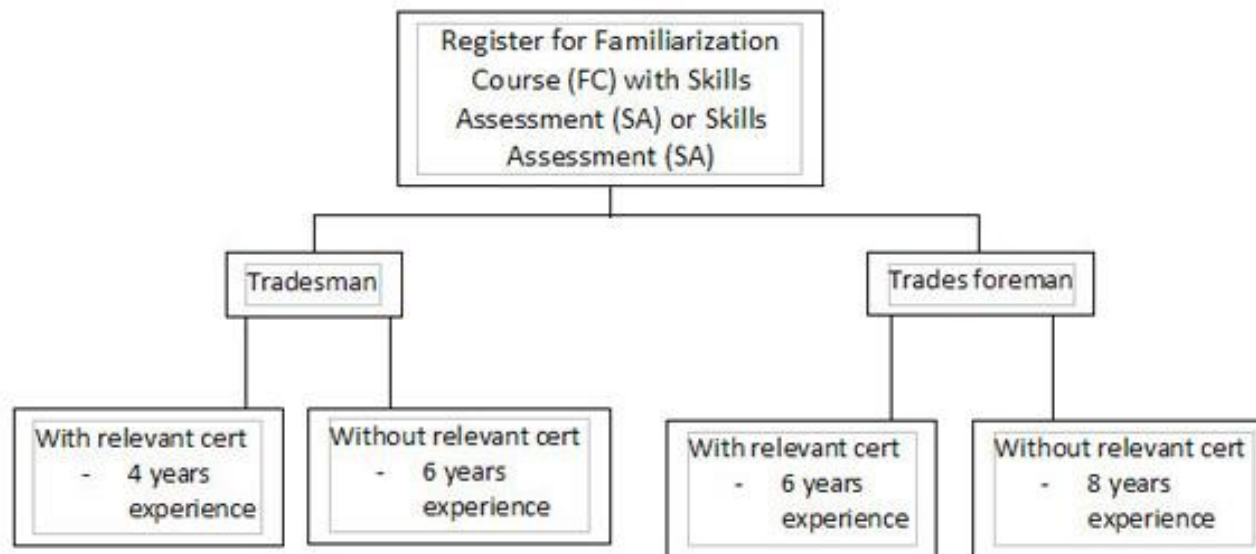 Register for Familiarization
Course (FC) with Skills
Assessment (SA) or Skills
Assessment (SA)
Tradesman
Trades foreman
With relevant cert
- 4 years
experience
Without relevant cert
- 6 years
experience
With relevant cert
- 6 years
experience
Without relevant cert
- 8 years
experience